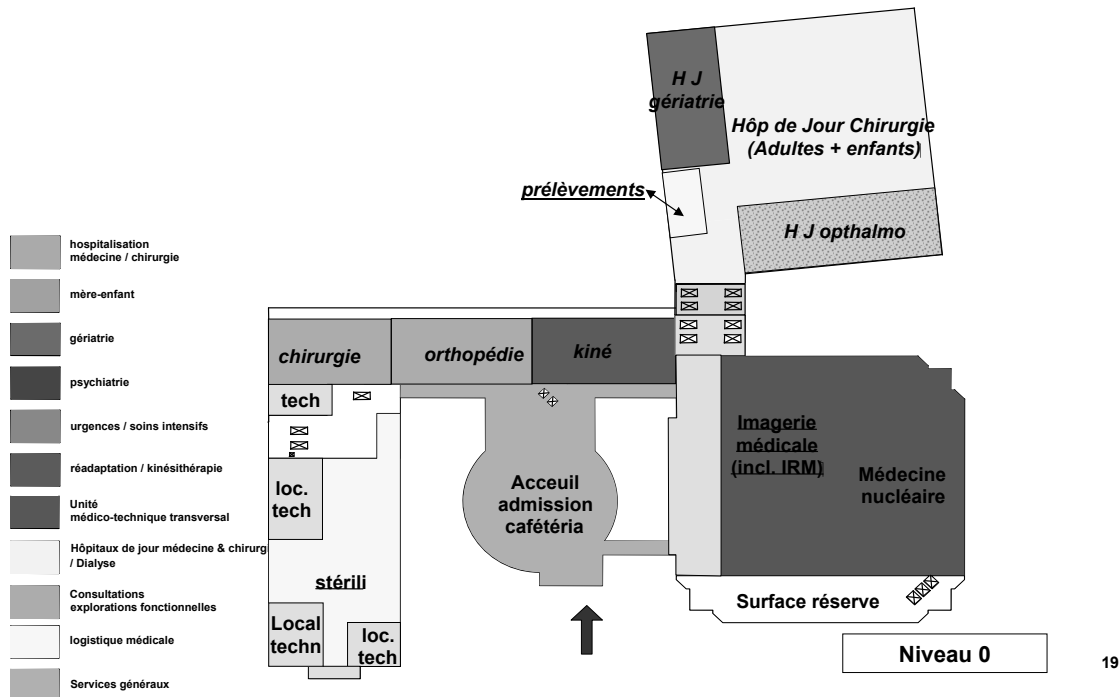 H J
gériatrie
Hôp de Jour Chirurgie
(Adultes + enfants)
prélèvements
H J opthalmo
hospitalisation
médecine / chirurgie
mère-enfant
gériatrie
psychiatrie
urgences / soins intensifs
réadaptation / kinésithérapie
Unité
médico-technique transversal
Hôpitaux de jour médecine & chirurgi
/ Dialyse
Consultations
explorations fonctionnelles
logistique médicale
Services généraux
chirurgie
orthopédie
kiné
tech
loc.
tech
stérili
Local
techn
loc.
tech
Acceuil
admission
cafétéria
Imagerie
médicale
(incl. IRM)
Médecine
nucléaire
Surface réserve
Niveau 0
19